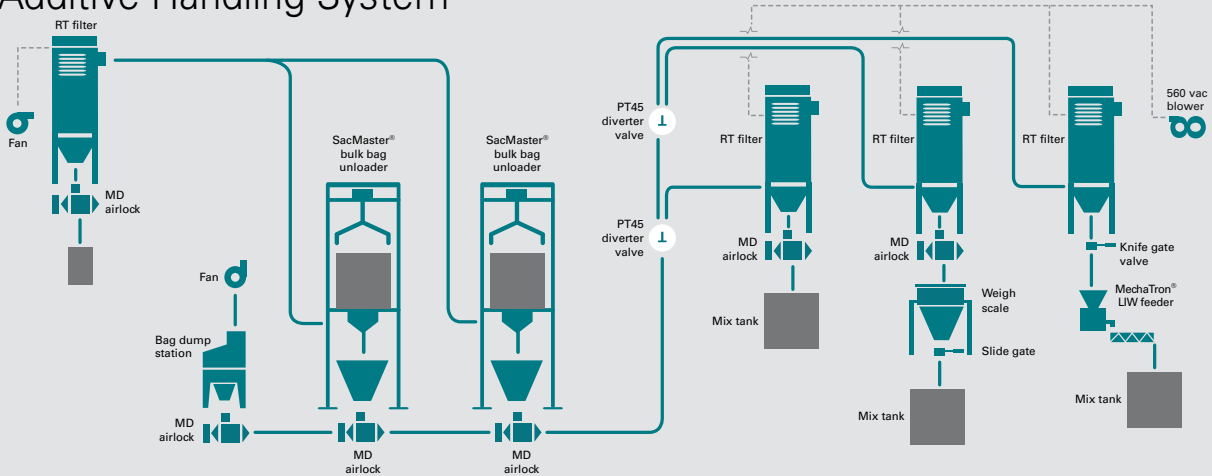 Additive Handling System
RT filter
Fan
MD
airlock
Fan
Bag dump
station
MD
airlock
SacMaster®
bulk bag
unloader
MD
airlock
SacMaster®
bulk bag
unloader
MD
airlock
PT45
diverter
valve
PT45
diverter
valve
RT filter
MD
airlock
Mix tank
RT filter
MD
airlock
Weigh
scale
Slide gate
Mix tank
RT filter
Knife gate
valve
MechaTron®
LIW feeder
Mix tank
560 vac
blower